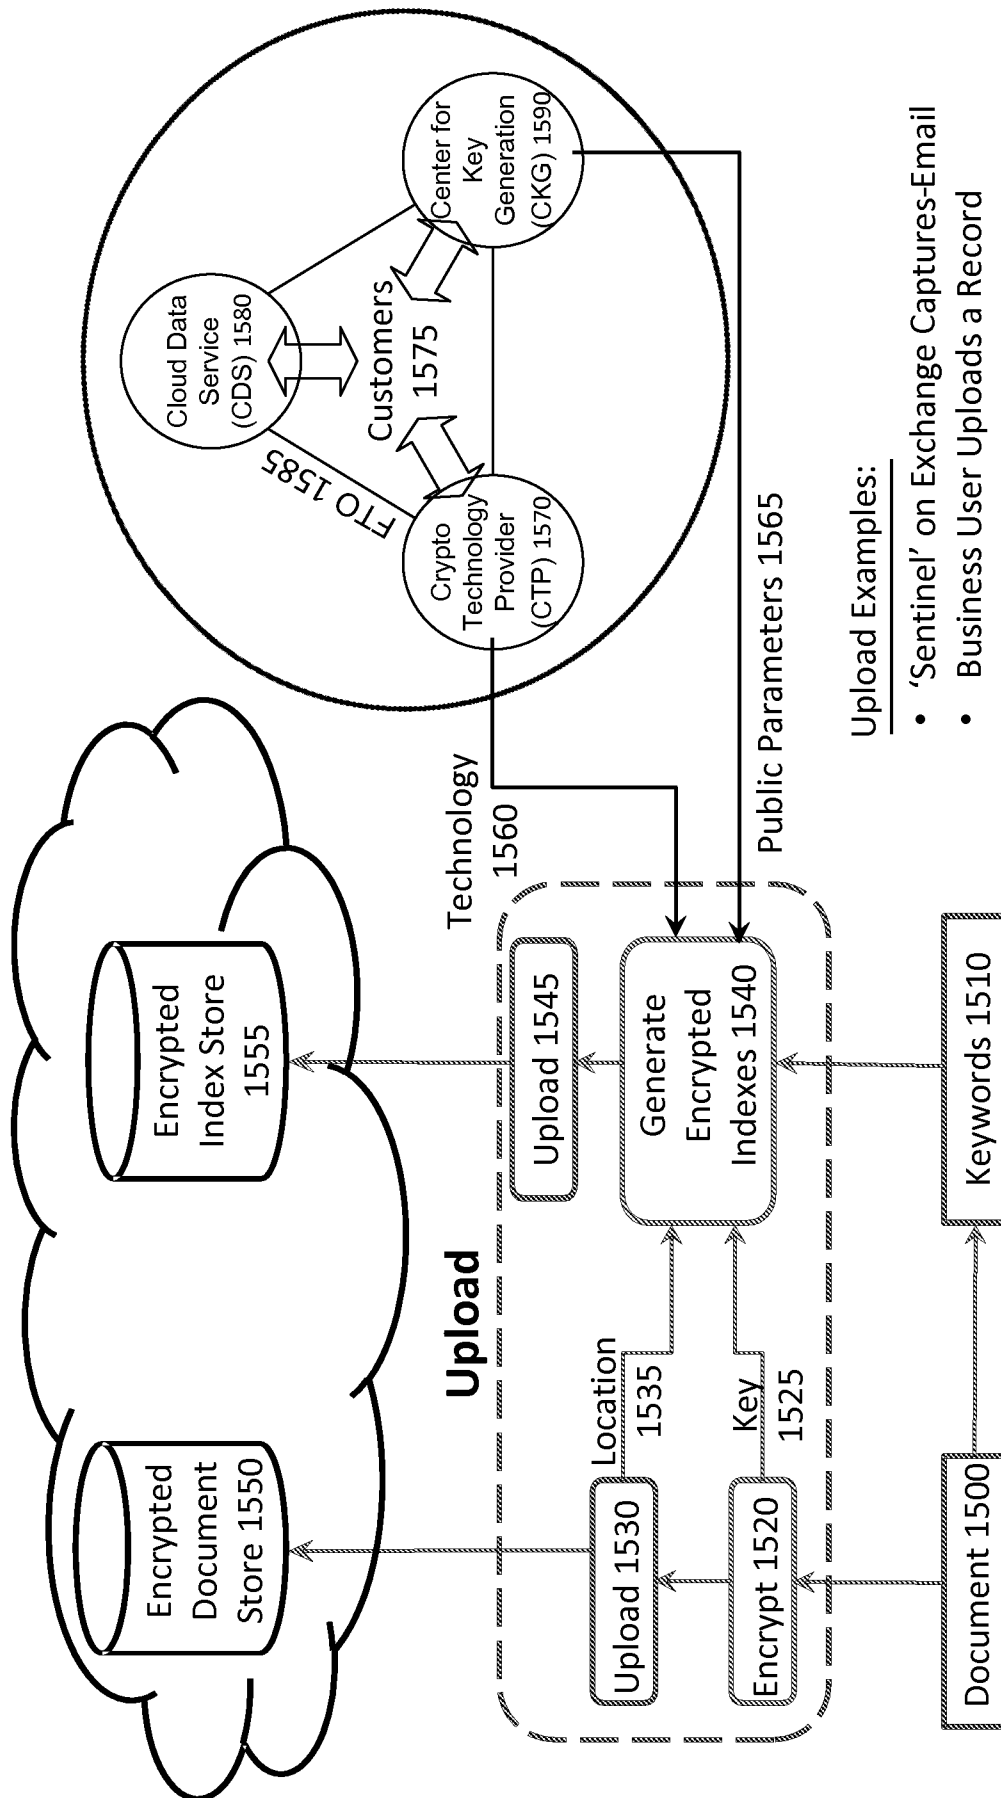 Encrypted
Document
Store 1550
Encrypted
Index Store
1555
Cloud Data
Service
(CDS) 1580
FTO 1585
Customers
1575
Crypto
Technology
Provider
(CTP) 1570
Center for
Key
Generation
(CKG) 1590
Upload
Technology
1560
Upload 1530
Location
1535
Upload 1545
Encrypt 1520
Key
1525
Generate
Encrypted
Indexes 1540
Public Parameters 1565
Document 1500
Keywords 1510
Upload Examples:
• ‘Sentinel’ on Exchange Captures-Email
• Business User Uploads a Record